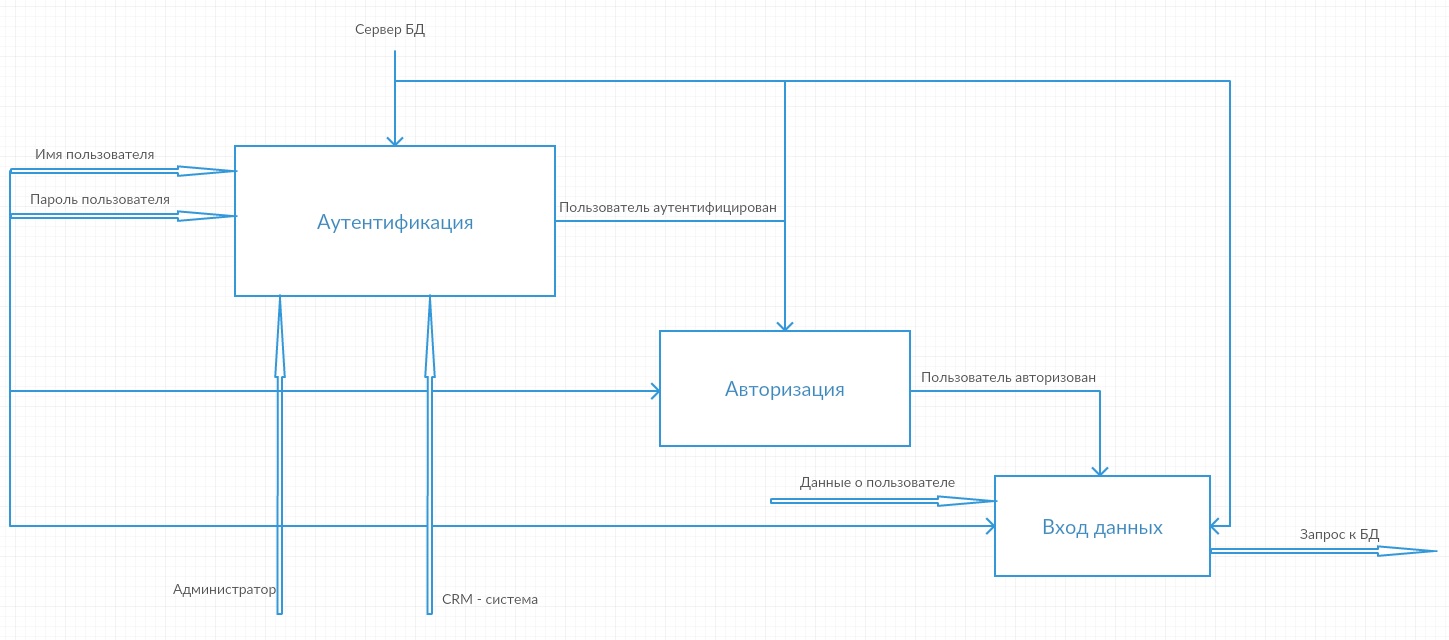 Сервер БД
Имя пользователя
Пароль пользователя
Аутентификация
Пользователь аутентифицирован
Авторизация
Пользователь авторизован
Данные о пользователе
Вход данных
Запрос к БД
Администратор
CRM - система